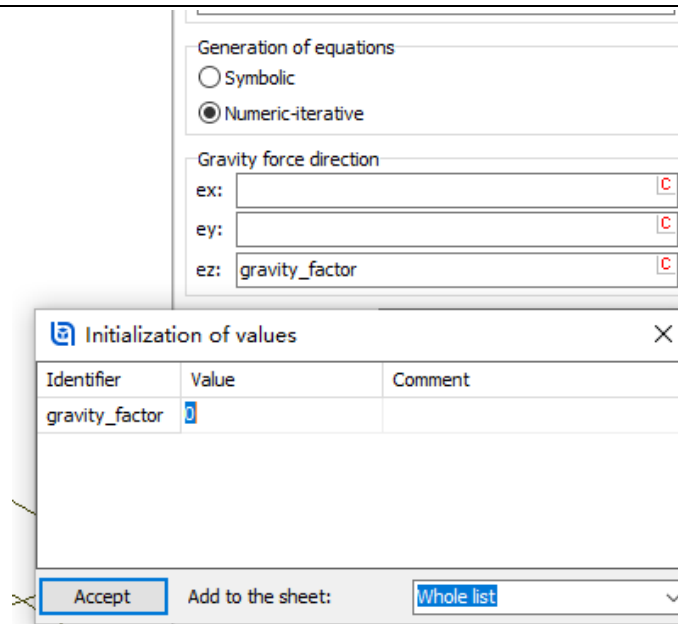 Generation of equations
Symbolic
Numeric-iterative
Gravity force direction
ex: C
ey: C
ez: gravity_factor C
Initialization of values
Identifier Value Comment
gravity_factor 0
Accept Add to the sheet: Whole list